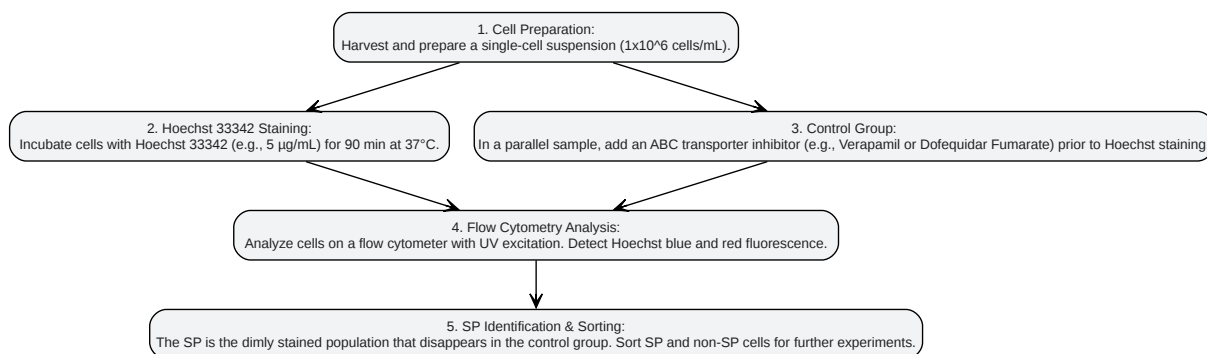 1. Cell Preparation:
Harvest and prepare a single-cell suspension (1x10^6 cells/mL).
2. Hoechst 33342 Staining:
Incubate cells with Hoechst 33342 (e.g., 5 µg/mL) for 90 min at 37°C.
3. Control Group:
In a parallel sample, add an ABC transporter inhibitor (e.g., Verapamil or Dofequidar Fumarate) prior to Hoechst staining
4. Flow Cytometry Analysis:
Analyze cells on a flow cytometer with UV excitation. Detect Hoechst blue and red fluorescence.
5. SP Identification & Sorting:
The SP is the dimly stained population that disappears in the control group. Sort SP and non-SP cells for further experiments.